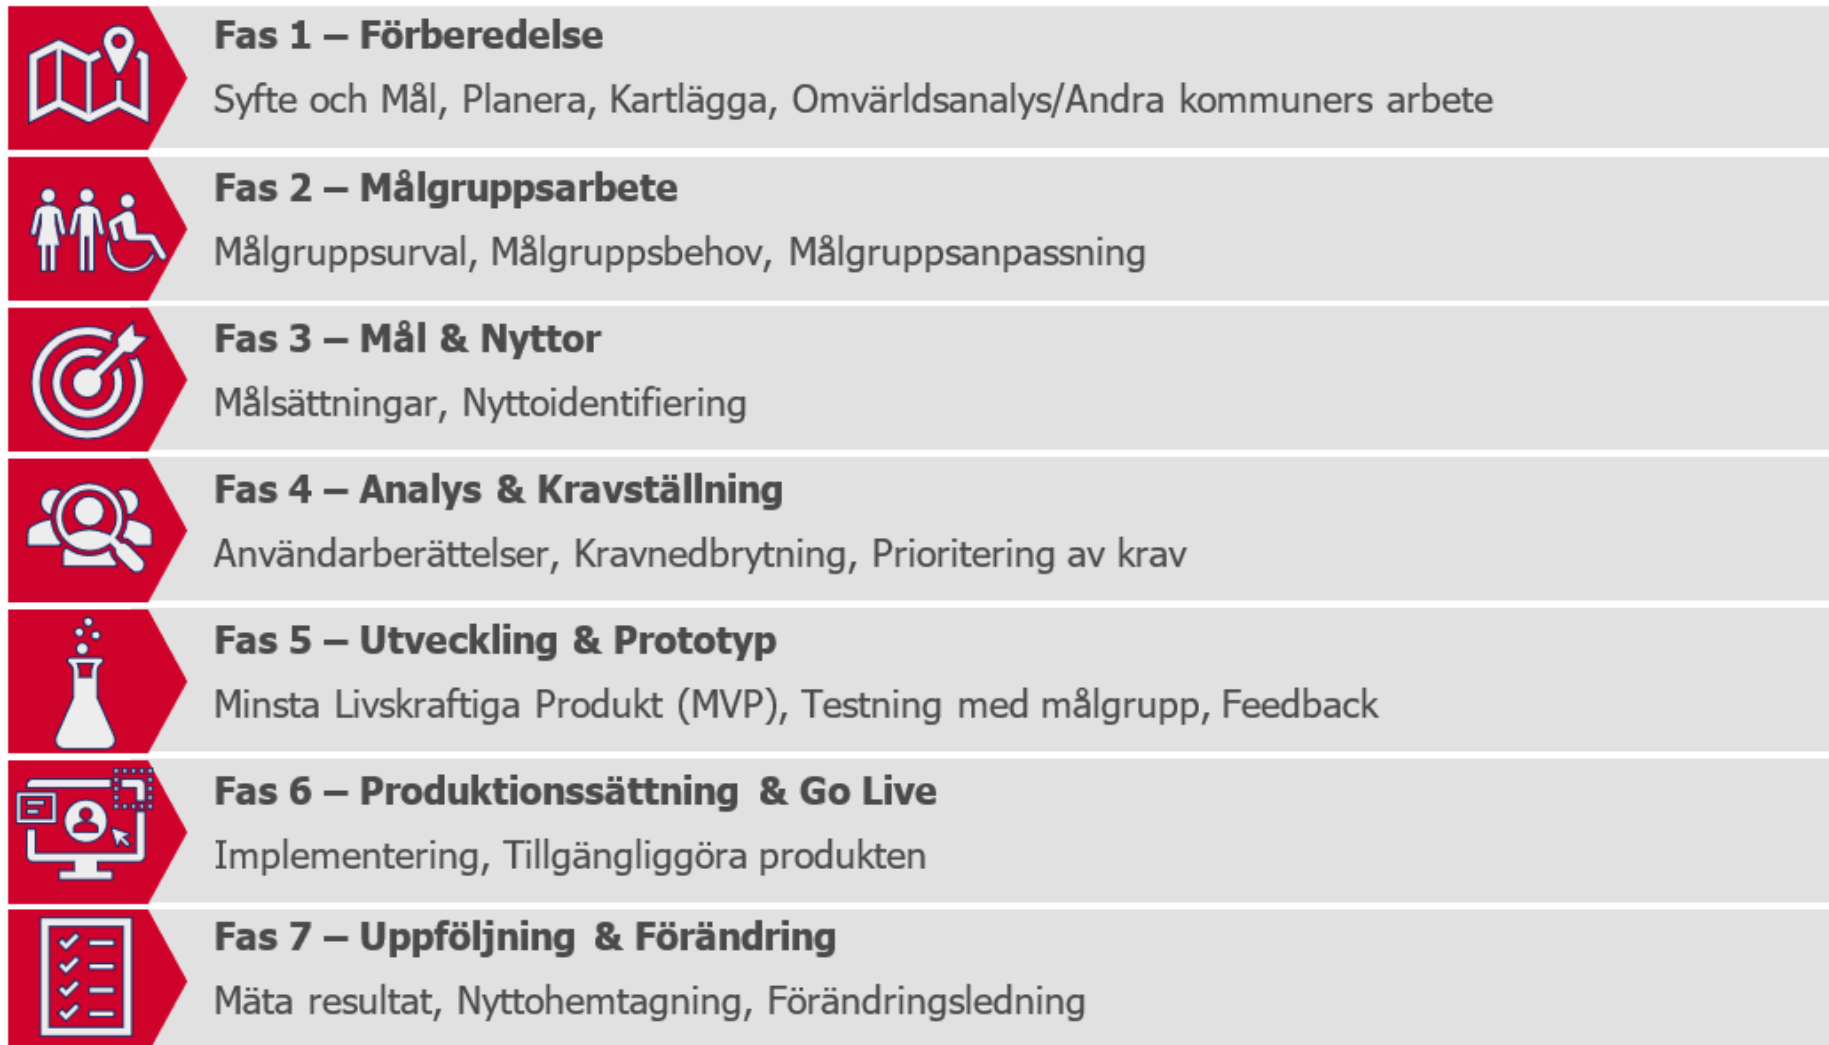 Fas 1 – Förberedelse
Syfte och Mål, Planera, Kartlägga, Omvärldsanalys/Andra kommuners arbete
Fas 2 – Målgruppsarbete
Målgruppsurval, Målgruppsbehov, Målgruppsanpassning
Fas 3 – Mål & Nyttor
Målsättningar, Nyttoidentifiering
Fas 4 – Analys & Kravställning
Användarberättelser, Kravnedbrytning, Prioritering av krav
Fas 5 – Utveckling & Prototyp
Minsta Livskraftiga Produkt (MVP), Testning med målgrupp, Feedback
Fas 6 – Produktionssättning & Go Live
Implementering, Tillgängliggöra produkten
Fas 7 – Uppföljning & Förändring
Mäta resultat, Nyttohemtagning, Förändringsledning